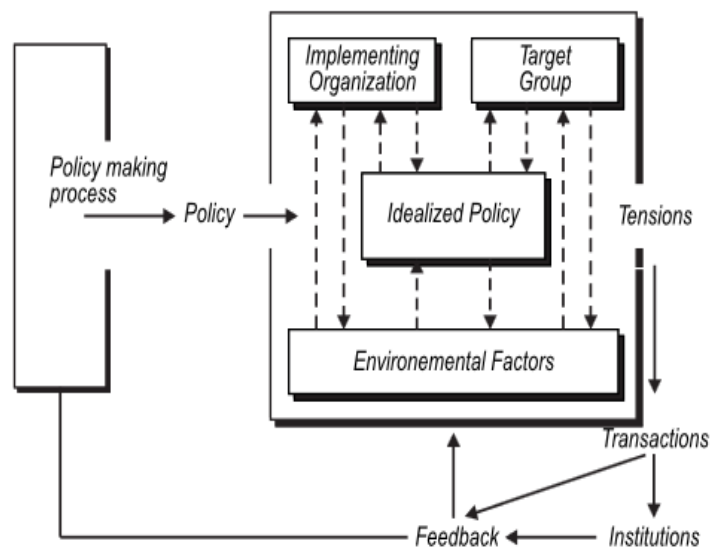 Implementing
Organization
Target
Group
Policy making
process
Policy
Idealized Policy
Tensions
Environemental Factors
Transactions
Feedback
Institutions